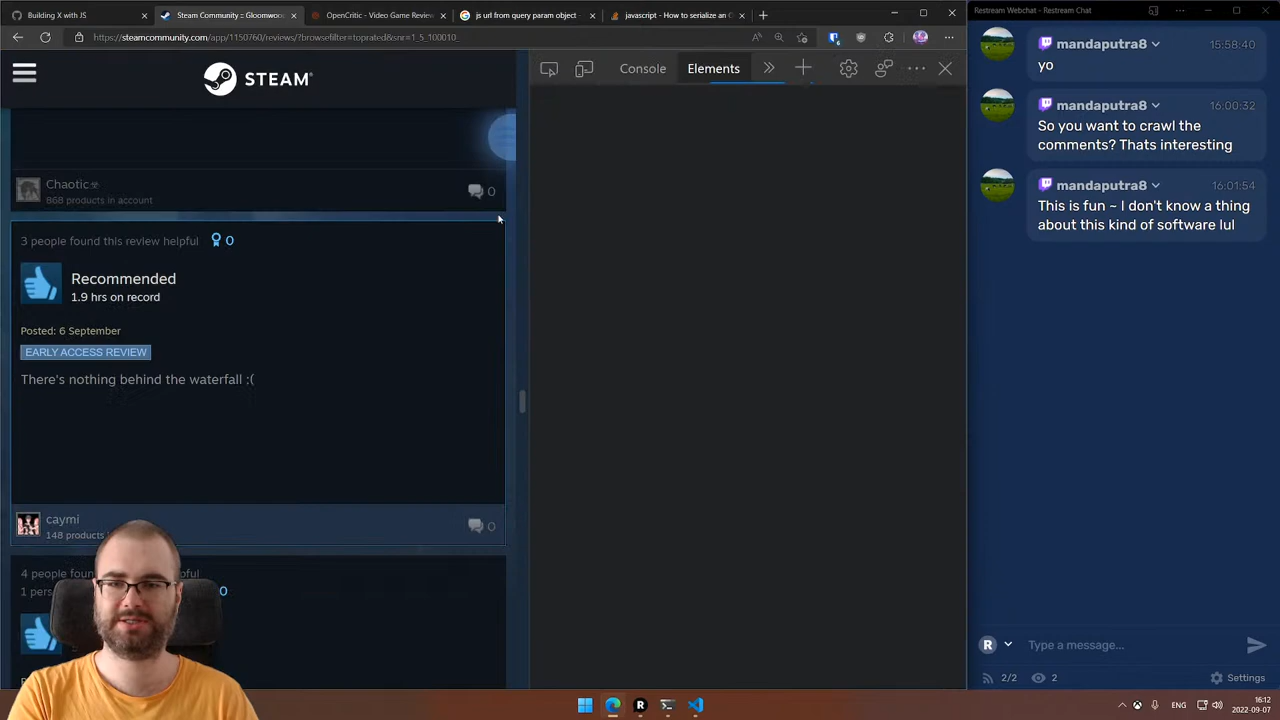 Building X with JS
Steam Community :: Gloomwoo
OpenCritic - Video Game Review
js url from query param object
javascript - How to serialize an O
https://steamcommunity.com/app/1150760/reviews/?browsefilter=toprated&snr=1_5_100010_
STEAM
Console
Elements
Chaotic
868 products in account
0
3 people found this review helpful
0
Recommended
1.9 hrs on record
Posted: 6 September
EARLY ACCESS REVIEW
There's nothing behind the waterfall :(
caymi
148 products
0
4 people foun
pful
1 pers
0
Restream Webchat - Restream Chat
mandaputra8
15:58:40
yo
mandaputra8
16:00:32
So you want to crawl the
comments? Thats interesting
mandaputra8
16:01:54
This is fun ~ I don't know a thing
about this kind of software lul
R
Type a message...
2/2
2
Settings
R
ENG
16:12
2022-09-07